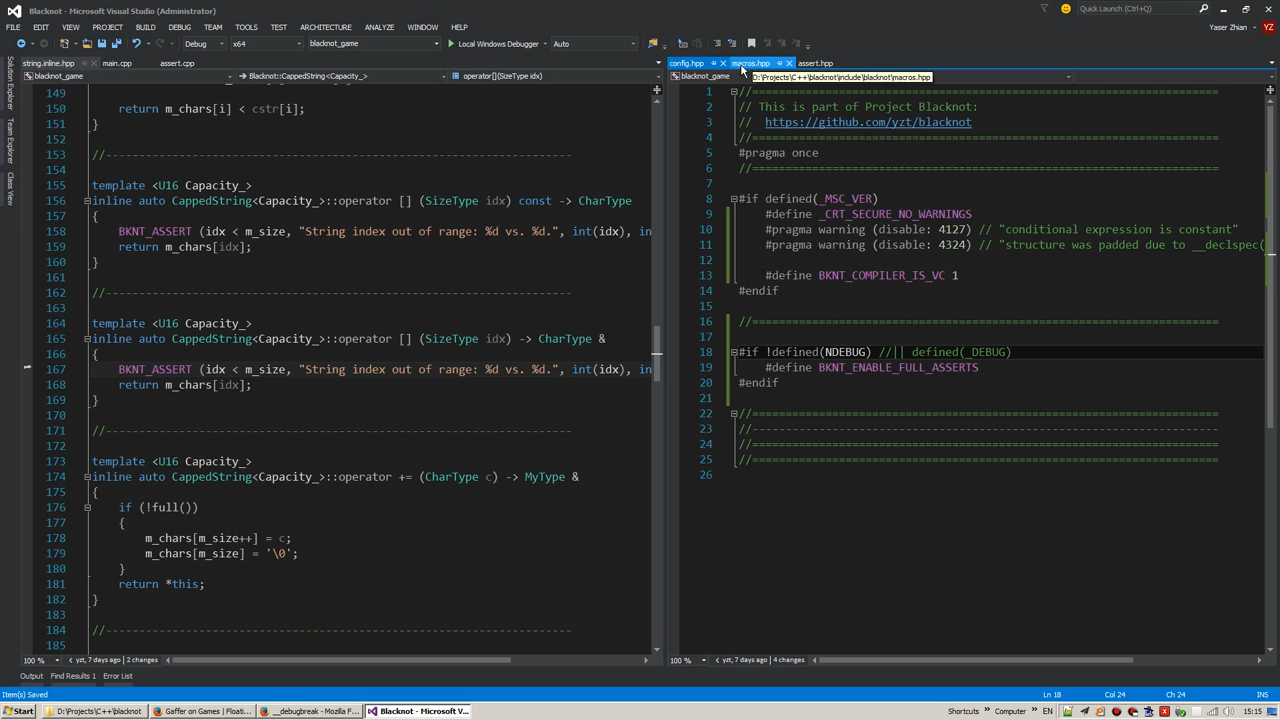 Blacknot - Microsoft Visual Studio (Administrator)
Quick Launch (Ctrl+Q)
FILE EDIT VIEW PROJECT BUILD DEBUG TEAM TOOLS TEST ARCHITECTURE ANALYZE WINDOW HELP
Yaser Zhian YZ
Debug x64 blacknot_game Local Windows Debugger Auto
Solution Explorer
Team Explorer
Class View
string.inline.hpp main.cpp assert.cpp
blacknot_game Blacknot::CappedString<Capacity_> operator[](SizeType idx)
149
150 return m_chars[i] < cstr[i];
151 }
152
153 //------------------------------------------------------------------------
154
155 template <U16 Capacity_>
156 inline auto CappedString<Capacity_>::operator [] (SizeType idx) const -> CharType
157 {
158 BKNT_ASSERT (idx < m_size, "String index out of range: %d vs. %d.", int(idx), in
159 return m_chars[idx];
160 }
161
162 //------------------------------------------------------------------------
163
164 template <U16 Capacity_>
165 inline auto CappedString<Capacity_>::operator [] (SizeType idx) -> CharType &
166 {
167 BKNT_ASSERT (idx < m_size, "String index out of range: %d vs. %d.", int(idx), in
168 return m_chars[idx];
169 }
170
171 //------------------------------------------------------------------------
172
173 template <U16 Capacity_>
174 inline auto CappedString<Capacity_>::operator += (CharType c) -> MyType &
175 {
176 if (!full())
177 {
178 m_chars[m_size++] = c;
179 m_chars[m_size] = '\0';
180 }
181 return *this;
182 }
183
184 //------------------------------------------------------------------------
185
100 % yzt, 7 days ago | 2 changes
config.hpp macros.hpp assert.hpp
blacknot_game D:\Projects\C++\blacknot\include\blacknot\macros.hpp
1 //========================================================================
2 // This is part of Project Blacknot:
3 // https://github.com/yzt/blacknot
4 //========================================================================
5 #pragma once
6 //========================================================================
7
8 #if defined(_MSC_VER)
9 #define _CRT_SECURE_NO_WARNINGS
10 #pragma warning (disable: 4127) // "conditional expression is constant"
11 #pragma warning (disable: 4324) // "structure was padded due to __declspec(
12
13 #define BKNT_COMPILER_IS_VC 1
14 #endif
15
16 //========================================================================
17
18 #if !defined(NDEBUG) //|| defined(_DEBUG)
19 #define BKNT_ENABLE_FULL_ASSERTS
20 #endif
21
22 //========================================================================
23 //------------------------------------------------------------------------
24 //========================================================================
25 //========================================================================
26
100 % yzt, 7 days ago | 4 changes
Output Find Results 1 Error List
Item(s) Saved Ln 18 Col 24 Ch 24 INS
Start D:\Projects\C++\blacknot Gaffer on Games | Floati... __debugbreak - Mozilla F... Blacknot - Microsoft V... Shortcuts » Computer » EN 15:15